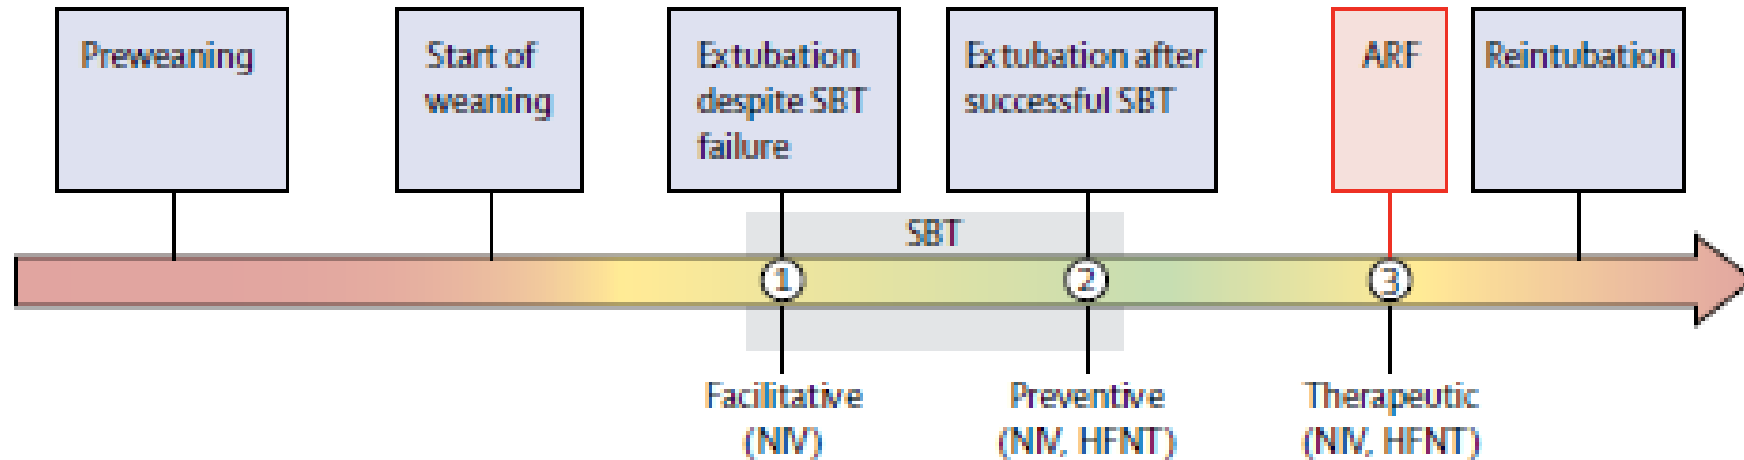 Preweaning
Start of
weaning
Extubation
despite SBT
failure
Extubation after
successful SBT
ARF
Reintubation
SBT
1
2
3
Facilitative
(NIV)
Preventive
(NIV, HFNT)
Therapeutic
(NIV, HFNT)